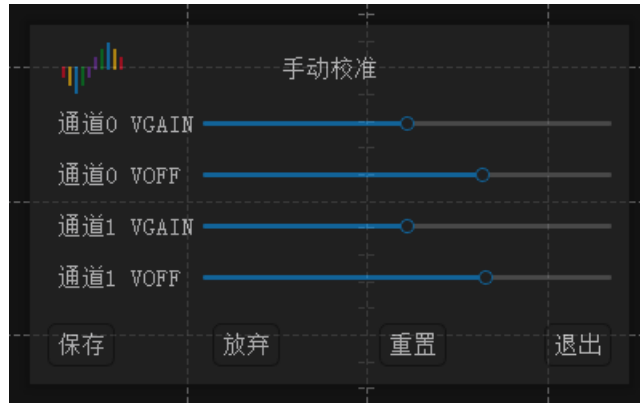 手动校准
通道0 VGAIN
通道0 VOFF
通道1 VGAIN
通道1 VOFF
保存 放弃 重置 退出